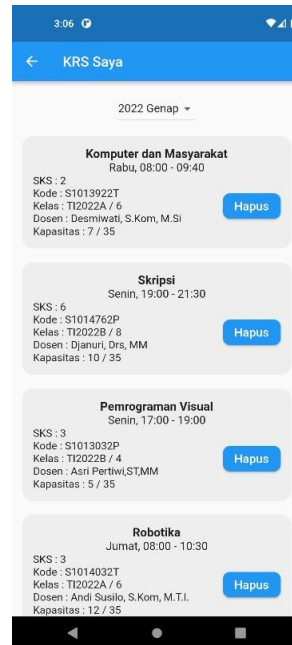 3:06
KRS Saya
2022 Genap
Komputer dan Masyarakat
Rabu, 08:00 - 09:40
SKS : 2
Kode : S1013922T
Kelas : TI2022A / 6
Dosen : Desmiwati, S.Kom, M.Si
Kapasitas : 7 / 35
Hapus
Skripsi
Senin, 19:00 - 21:30
SKS : 6
Kode : S1014762P
Kelas : TI2022B / 8
Dosen : Djanuri, Drs, MM
Kapasitas : 10 / 35
Hapus
Pemrograman Visual
Senin, 17:00 - 19:00
SKS : 3
Kode : S1013032P
Kelas : TI2022B / 4
Dosen : Asri Pertiwi,ST,MM
Kapasitas : 5 / 35
Hapus
Robotika
Jumat, 08:00 - 10:30
SKS : 3
Kode : S1014032T
Kelas : TI2022A / 6
Dosen : Andi Susilo, S.Kom, M.T.I.
Kapasitas : 12 / 35
Hapus